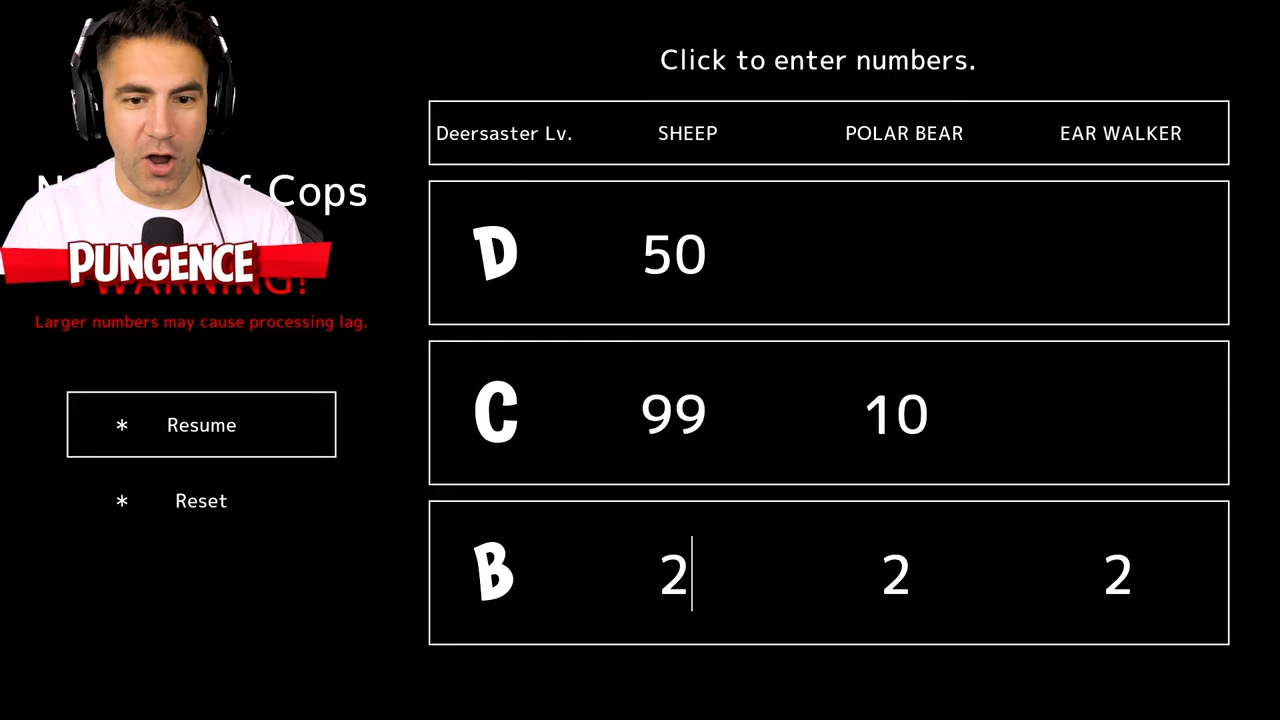 Click to enter numbers.
Deersaster Lv. SHEEP POLAR BEAR EAR WALKER
Cops
PUNGENCE
WARNING!
Larger numbers may cause processing lag.
* Resume
* Reset
D 50
C 99 10
B 2 2 2